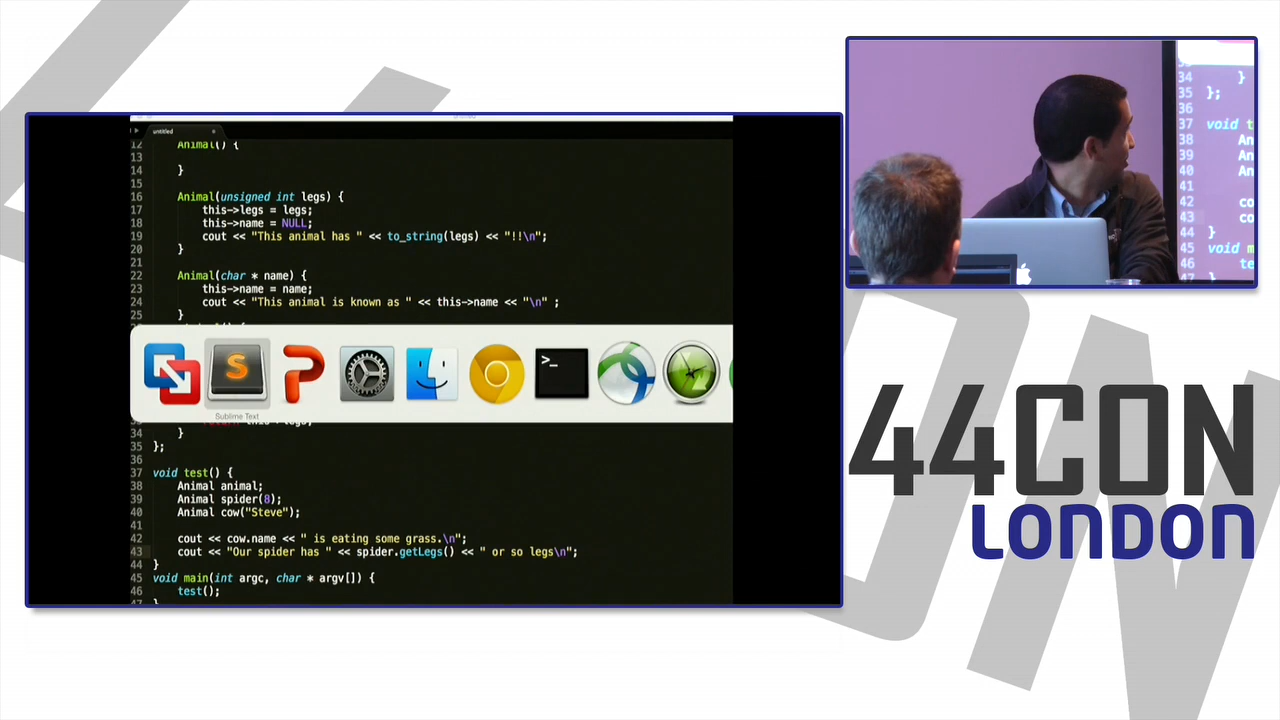 untitled
12 Animal() {
13
14 }
15
16 Animal(unsigned int legs) {
17 this->legs = legs;
18 this->name = NULL;
19 cout << "This animal has " << to_string(legs) << "!!\n";
20 }
21
22 Animal(char * name) {
23 this->name = name;
24 cout << "This animal is known as " << this->name << "\n" ;
25 }
>_
Sublime Text
34 }
35 };
36
37 void test() {
38 Animal animal;
39 Animal spider(8);
40 Animal cow("Steve");
41
42 cout << cow.name << " is eating some grass.\n";
43 cout << "Our spider has " << spider.getLegs() << " or so legs\n";
44 }
45 void main(int argc, char * argv[]) {
46 test();
47 }
34 }
35 };
36
37 void t
38 An
39 An
40 An
41
42 co
43 co
44 }
45 void m
46 te
47
44CON
LONDON